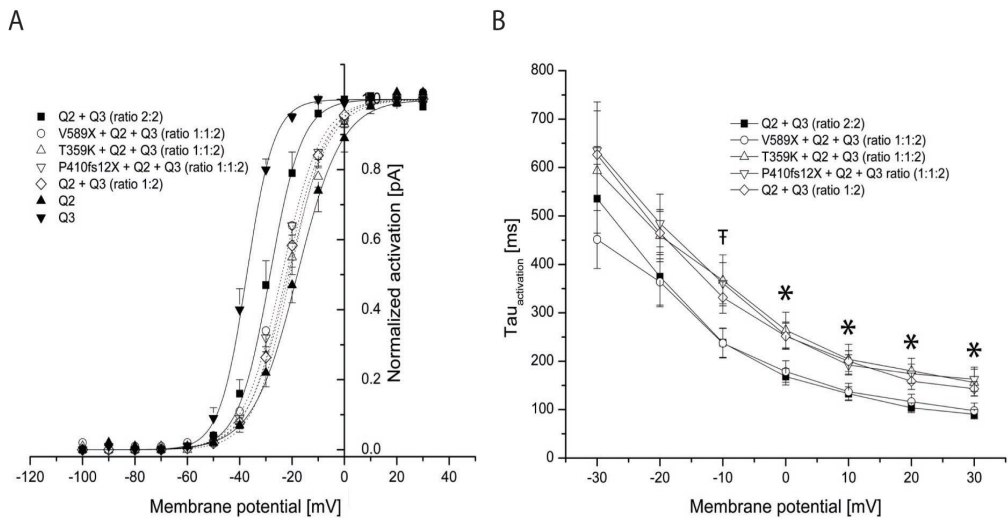 A
Q2 + Q3 (ratio 2:2)
V589X + Q2 + Q3 (ratio 1:1:2)
T359K + Q2 + Q3 (ratio 1:1:2)
P410fs12X + Q2 + Q3 (ratio 1:1:2)
Q2 + Q3 (ratio 1:2)
Q2
Q3
0.8
0.6
0.4
0.2
0.0
Normalized activation [pA]
-120 -100 -80 -60 -40 -20 0 20 40
Membrane potential [mV]
B
800
700
600
500
400
300
200
100
0
Tau activation [ms]
Q2 + Q3 (ratio 2:2)
V589X + Q2 + Q3 (ratio 1:1:2)
T359K + Q2 + Q3 (ratio 1:1:2)
P410fs12X + Q2 + Q3 ratio (1:1:2)
Q2 + Q3 (ratio 1:2)
Ŧ
* * * *
-30 -20 -10 0 10 20 30
Membrane potential [mV]